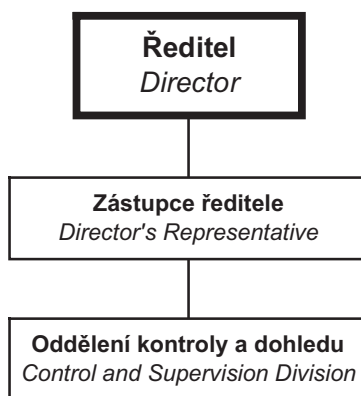 Ředitel
Director
Zástupce ředitele
Director's Representative
Oddělení kontroly a dohledu
Control and Supervision Division